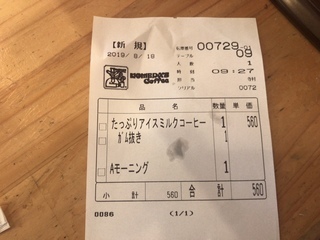 【新規】
2019/ 8/18
伝票番号 00729-01
テーブル 09
人数 1
時刻 09:27
担当
シリアル 0072
KOMEDA'S
Coffee
品名 数量 単価
たっぷりアイスミルクコーヒー 1 560
ガム抜き 1
Aモーニング 1
小計 560 合計 560
0086 (1/1)